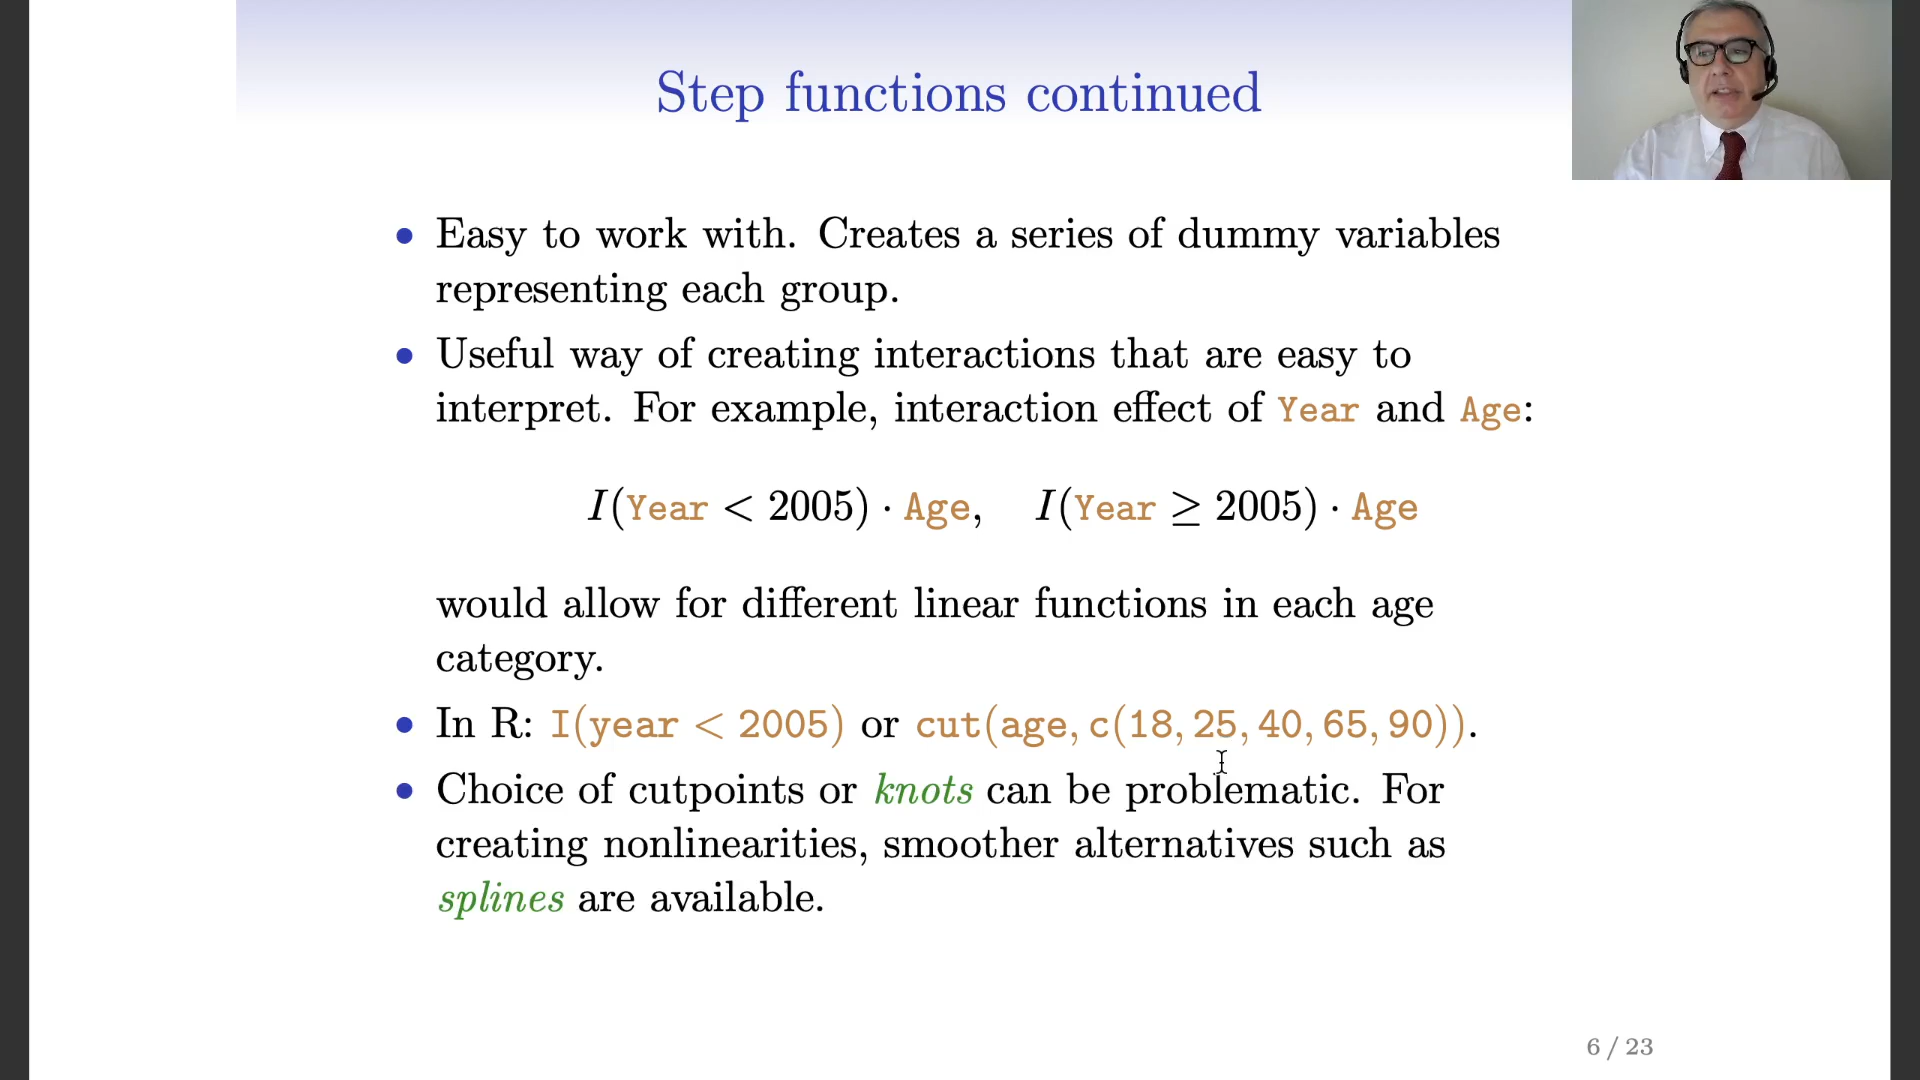 Step functions continued
• Easy to work with. Creates a series of dummy variables
representing each group.
• Useful way of creating interactions that are easy to
interpret. For example, interaction effect of Year and Age:
I(Year < 2005) · Age, I(Year ≥ 2005) · Age
would allow for different linear functions in each age
category.
• In R: I(year < 2005) or cut(age, c(18, 25, 40, 65, 90)).
• Choice of cutpoints or knots can be problematic. For
creating nonlinearities, smoother alternatives such as
splines are available.
6 / 23